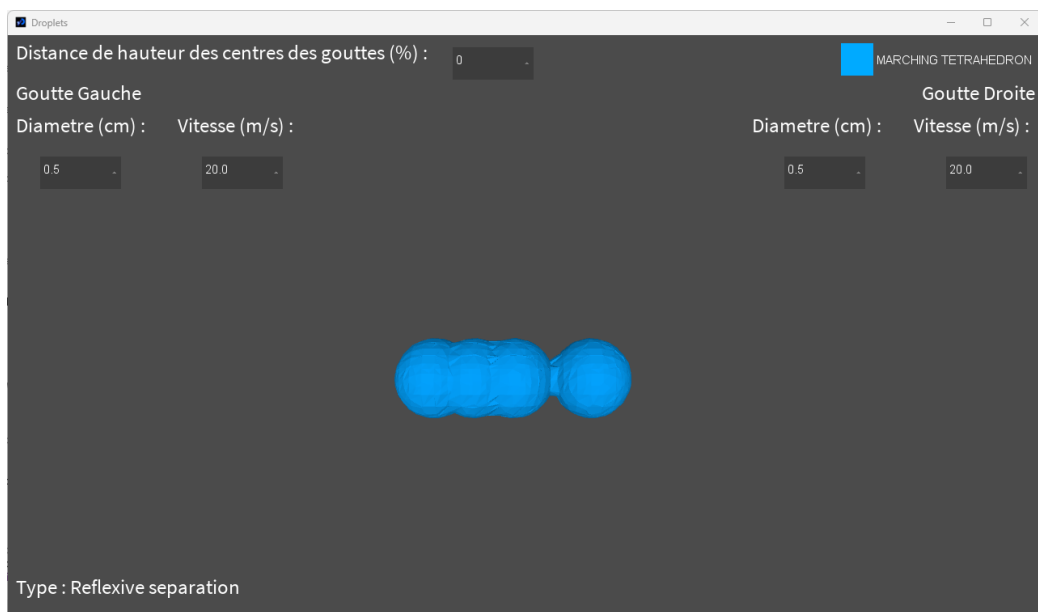 Droplets
Distance de hauteur des centres des gouttes (%) : 0 MARCHING TETRAHEDRON
Goutte Gauche Goutte Droite
Diametre (cm) : Vitesse (m/s) : Diametre (cm) : Vitesse (m/s) :
0.5 20.0 0.5 20.0
Type : Reflexive separation